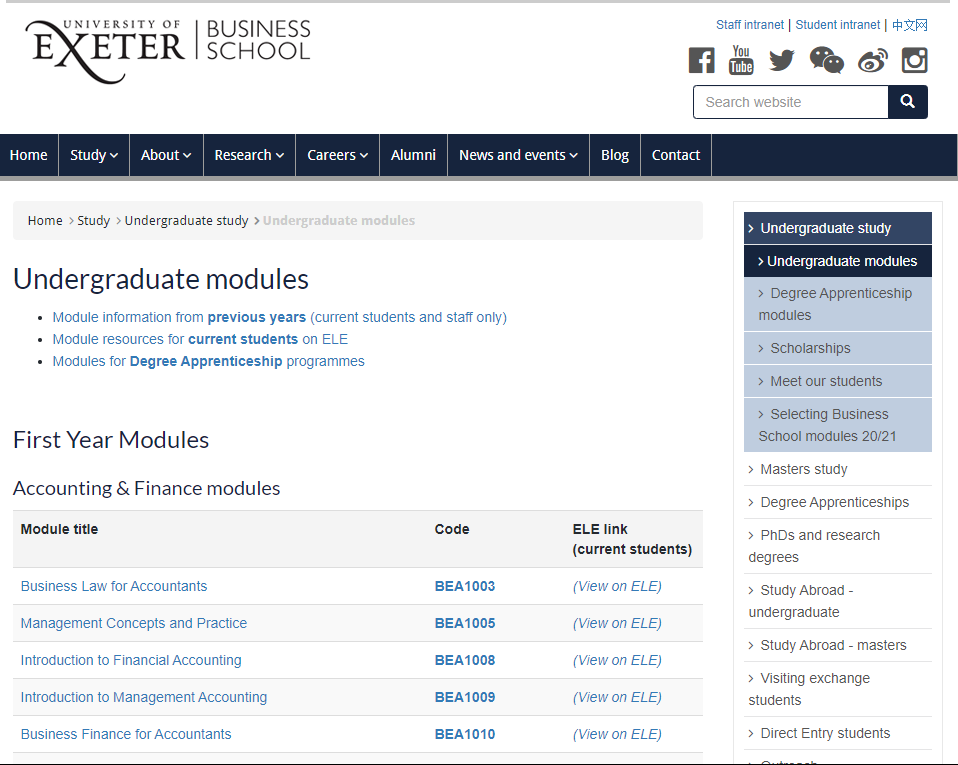 UNIVERSITY OF
EXETER
BUSINESS
SCHOOL
Staff intranet | Student intranet | 中文网
You
Tube
Search website
Home
Study
About
Research
Careers
Alumni
News and events
Blog
Contact
Home > Study > Undergraduate study > Undergraduate modules
Undergraduate modules
• Module information from previous years (current students and staff only)
• Module resources for current students on ELE
• Modules for Degree Apprenticeship programmes
First Year Modules
Accounting & Finance modules
Module title Code ELE link
(current students)
Business Law for Accountants BEA1003 (View on ELE)
Management Concepts and Practice BEA1005 (View on ELE)
Introduction to Financial Accounting BEA1008 (View on ELE)
Introduction to Management Accounting BEA1009 (View on ELE)
Business Finance for Accountants BEA1010 (View on ELE)
> Undergraduate study
> Undergraduate modules
> Degree Apprenticeship
modules
> Scholarships
> Meet our students
> Selecting Business
School modules 20/21
> Masters study
> Degree Apprenticeships
> PhDs and research
degrees
> Study Abroad -
undergraduate
> Study Abroad - masters
> Visiting exchange
students
> Direct Entry students
> Outreach